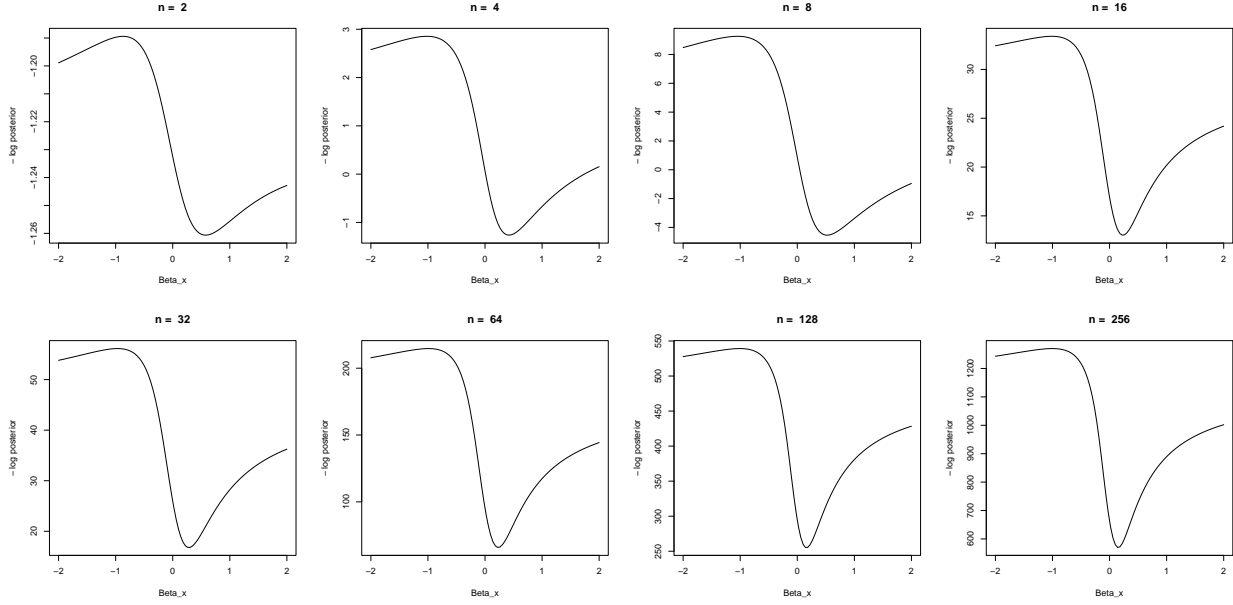 n = 2
−1.20
−1.22
−1.24
−1.26
− log posterior
−2 −1 0 1 2
Beta_x
n = 4
3
2
1
0
−1
− log posterior
−2 −1 0 1 2
Beta_x
n = 8
8
6
4
2
0
−2
−4
− log posterior
−2 −1 0 1 2
Beta_x
n = 16
30
25
20
15
− log posterior
−2 −1 0 1 2
Beta_x
n = 32
50
40
30
20
− log posterior
−2 −1 0 1 2
Beta_x
n = 64
200
150
100
− log posterior
−2 −1 0 1 2
Beta_x
n = 128
550
500
450
400
350
300
250
− log posterior
−2 −1 0 1 2
Beta_x
n = 256
1200
1100
1000
900
800
700
600
− log posterior
−2 −1 0 1 2
Beta_x